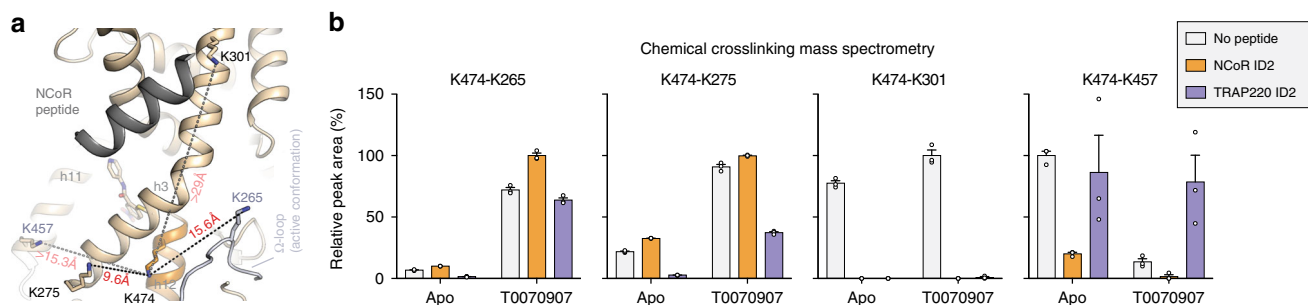 a
K301
NCoR
peptide
h11
h3
>29Å
K265
K457
15.6Å
Ω-loop
(active conformation)
>15.3Å
9.6Å
h12
K275
K474
b
Chemical crosslinking mass spectrometry
No peptide
NCoR ID2
TRAP220 ID2
K474-K265
K474-K275
K474-K301
K474-K457
Relative peak area (%)
150
100
50
0
Apo
T0070907
Apo
T0070907
Apo
T0070907
Apo
T0070907